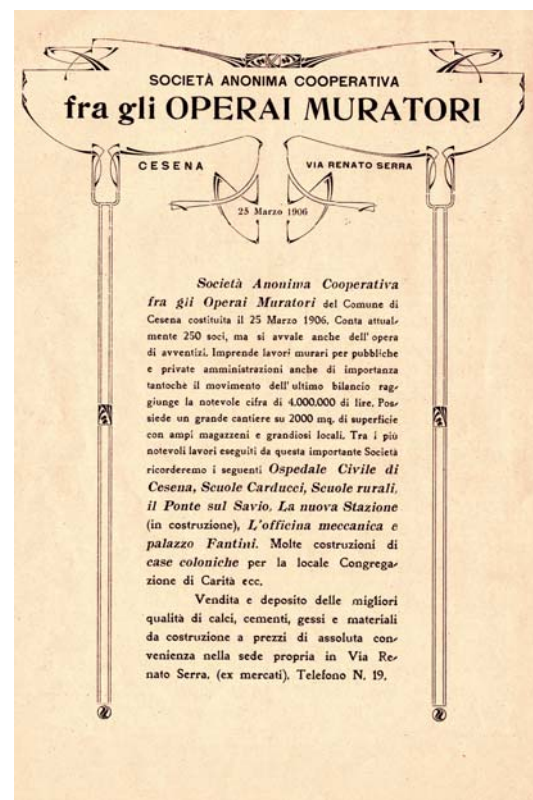 SOCIETÀ ANONIMA COOPERATIVA
fra gli OPERAI MURATORI
CESENA VIA RENATO SERRA
25 Marzo 1906
Società Anonima Cooperativa
fra gli Operai Muratori del Comune di
Cesena costituita il 25 Marzo 1906. Conta attual-
mente 250 soci, ma si avvale anche dell'opera
di avventizi. Imprende lavori murari per pubbliche
e private amministrazioni anche di importanza
tantochè il movimento dell'ultimo bilancio rag-
giunge la notevole cifra di 4.000.000 di lire. Pos-
siede un grande cantiere su 2000 mq. di superficie
con ampi magazzeni e grandiosi locali. Tra i più
notevoli lavori eseguiti da questa importante Società
ricorderemo i seguenti Ospedale Civile di
Cesena, Scuole Carducci, Scuole rurali,
il Ponte sul Savio, La nuova Stazione
(in costruzione), L'officina meccanica e
palazzo Fantini. Molte costruzioni di
case coloniche per la locale Congrega-
zione di Carità ecc.
Vendita e deposito delle migliori
qualità di calci, cementi, gessi e materiali
da costruzione a prezzi di assoluta con-
venienza nella sede propria in Via Re-
nato Serra, (ex mercati). Telefono N. 19.